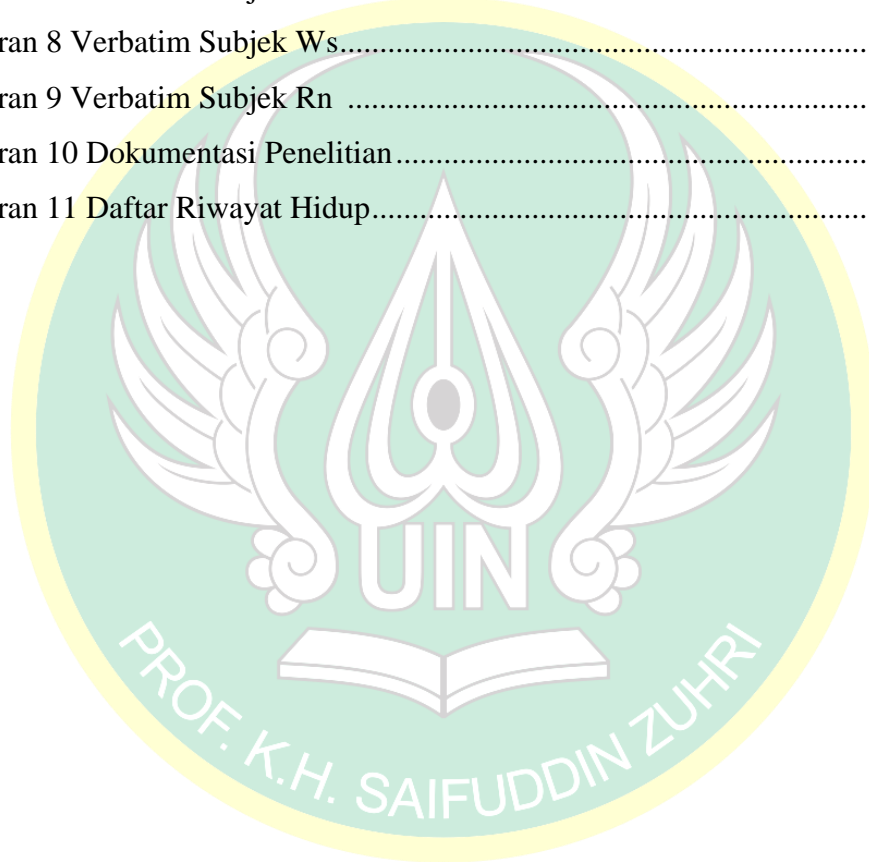 ran 8 Verbatim Subjek Ws.......................................................................
ran 9 Verbatim Subjek Rn .......................................................................
ran 10 Dokumentasi Penelitian................................................................
ran 11 Daftar Riwayat Hidup...................................................................
UIN
PROF. K.H. SAIFUDDIN ZUHRI